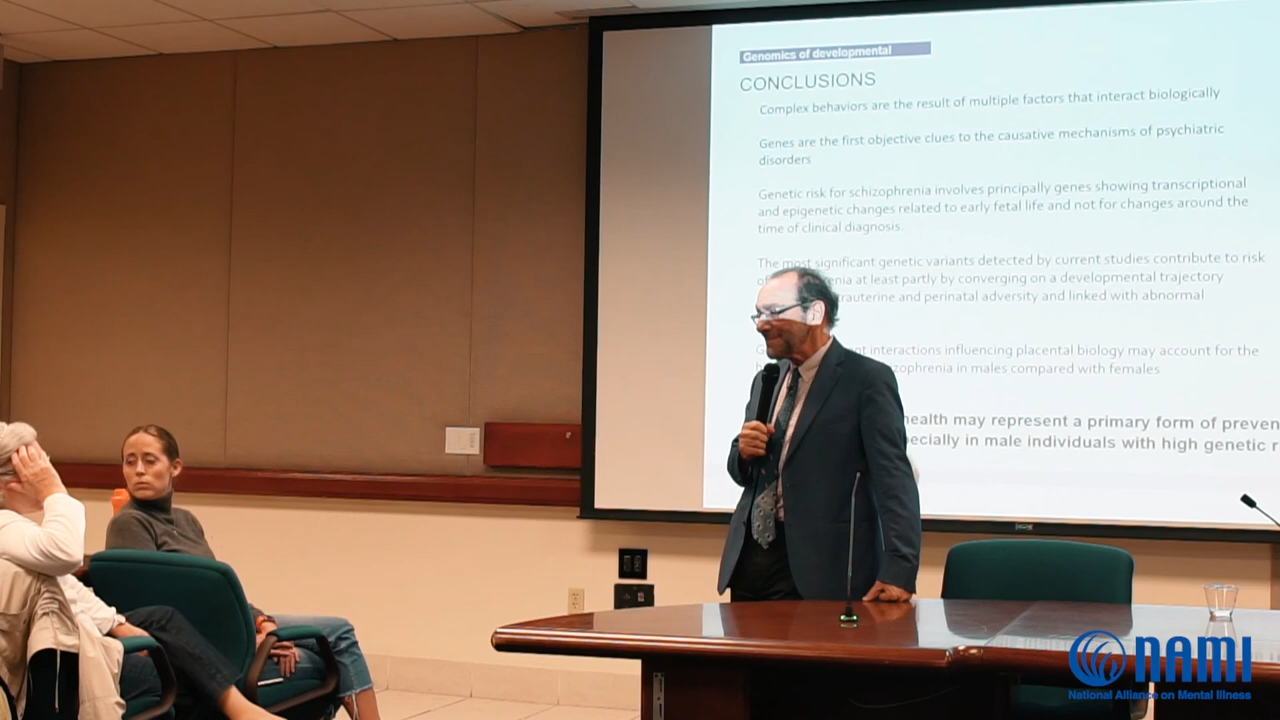 Genomics of developmental
CONCLUSIONS
Complex behaviors are the result of multiple factors that interact biologically
Genes are the first objective clues to the causative mechanisms of psychiatric
disorders
Genetic risk for schizophrenia involves principally genes showing transcriptional
and epigenetic changes related to early fetal life and not for changes around the
time of clinical diagnosis.
The most significant genetic variants detected by current studies contribute to risk
at least partly by converging on a developmental trajectory
and perinatal adversity and linked with abnormal
interactions influencing placental biology may account for the
in males compared with females
health may represent a primary form of
in male individuals with high genetic
NAMI
National Alliance on Mental Illness